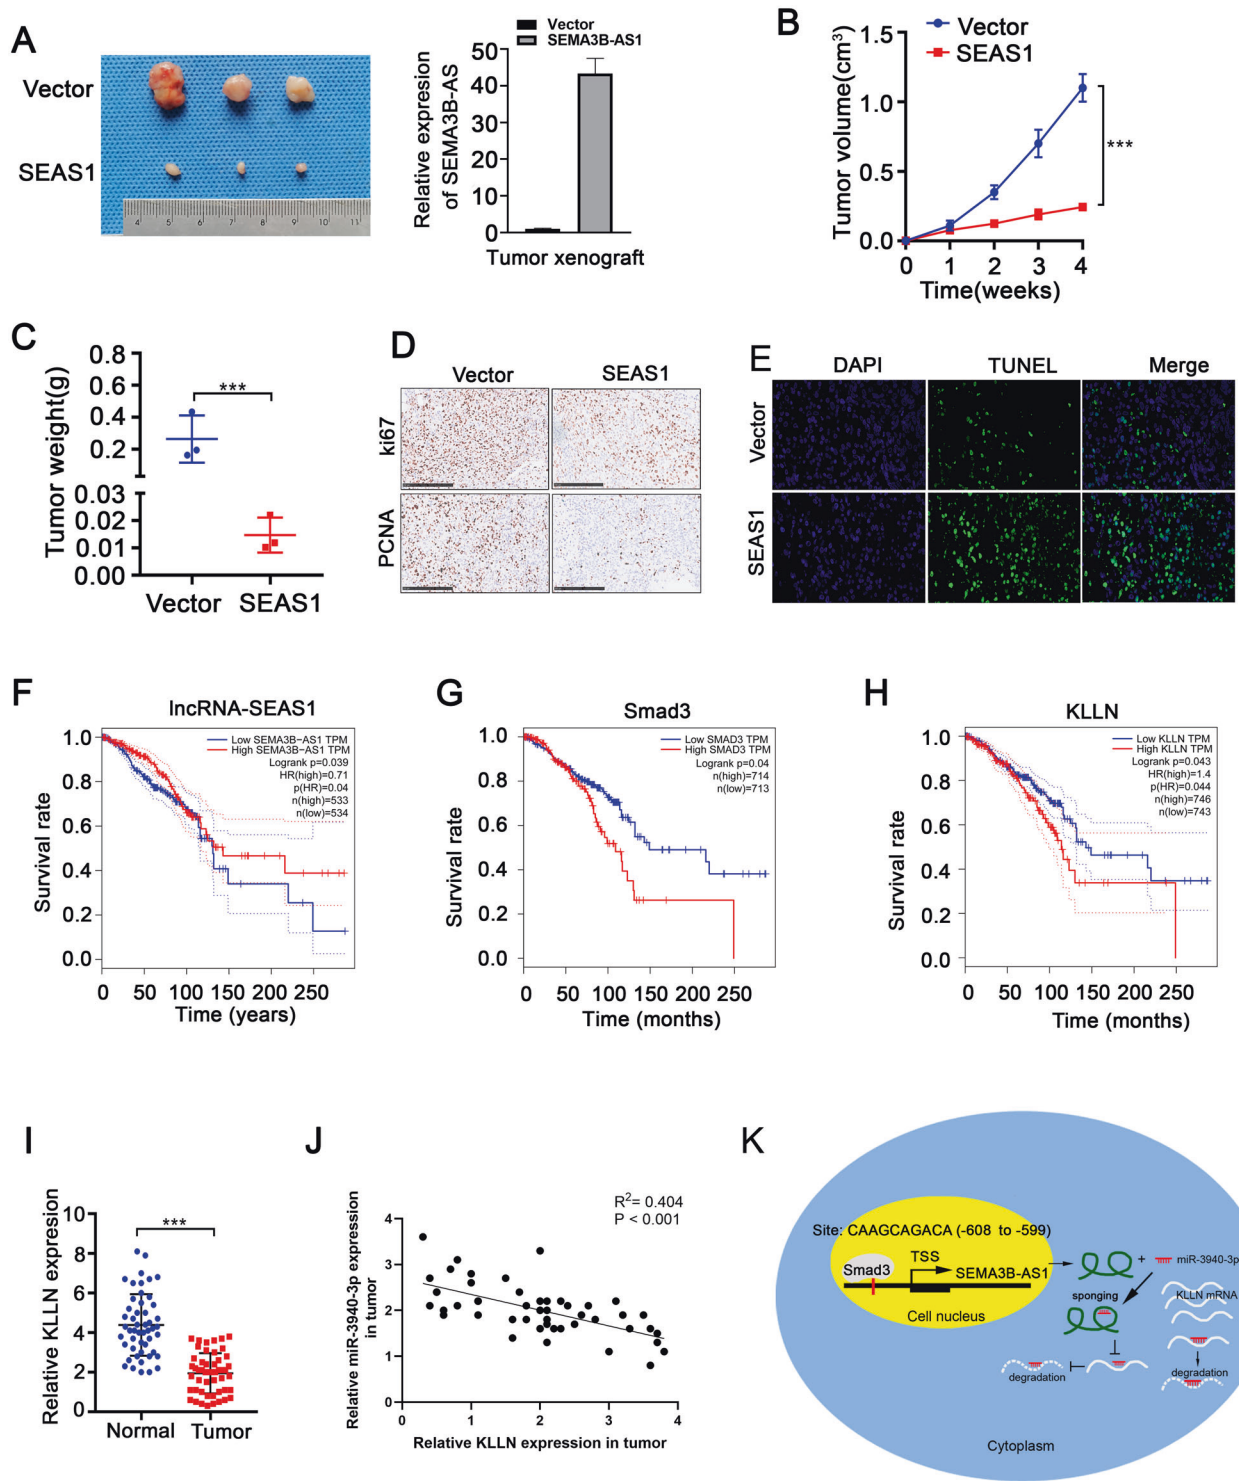 A
Vector
SEAS1
4 5 6 7 8 9 10 11
Vector
SEMA3B-AS1
Relative expression
of SEMA3B-AS
50
40
30
20
10
0
Tumor xenograft
B
Vector
SEAS1
Tumor volume(cm3)
1.5
1.0
0.5
0.0
***
0 1 2 3 4
Time(weeks)
C
Tumor weight(g)
0.8
0.6
0.4
0.2
0.03
0.02
0.01
0.00
***
Vector SEAS1
D
Vector SEAS1
ki67
PCNA
E
DAPI TUNEL Merge
Vector
SEAS1
F
lncRNA-SEAS1
Low SEMA3B-AS1 TPM
High SEMA3B-AS1 TPM
Logrank p=0.039
HR(high)=0.71
p(HR)=0.04
n(high)=533
n(low)=534
Survival rate
1.0
0.8
0.6
0.4
0.2
0.0
0 50 100 150 200 250
Time (years)
G
Smad3
Low SMAD3 TPM
High SMAD3 TPM
Logrank p=0.04
n(high)=714
n(low)=713
Survival rate
1.0
0.8
0.6
0.4
0.2
0.0
0 50 100 150 200 250
Time (months)
H
KLLN
Low KLLN TPM
High KLLN TPM
Logrank p=0.043
HR(high)=1.4
p(HR)=0.044
n(high)=746
n(low)=743
Survival rate
1.0
0.8
0.6
0.4
0.2
0.0
0 50 100 150 200 250
Time (months)
I
Relative KLLN expression
10
8
6
4
2
0
***
Normal Tumor
J
R2= 0.404
P < 0.001
Relative miR-3940-3p expression
in tumor
4
3
2
1
0
0 1 2 3 4
Relative KLLN expression in tumor
K
Site: CAAGCAGACA (-608 to -599)
TSS
Smad3
SEMA3B-AS1
Cell nucleus
+
miR-3940-3p
sponging
KLLN mRNA
degradation
degradation
Cytoplasm